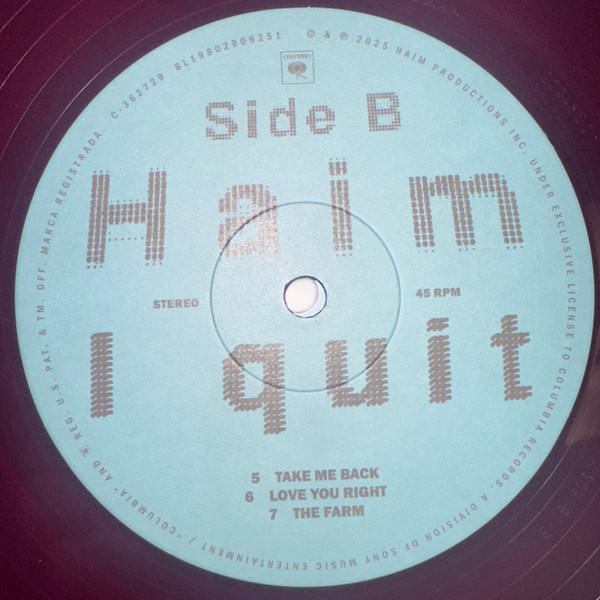 COLUMBIA
Side B
Haim
STEREO
45 RPM
I quit
5 TAKE ME BACK
6 LOVE YOU RIGHT
7 THE FARM
C-362729 BL19802909251 © & ℗ 2025 HAIM PRODUCTIONS INC. UNDER EXCLUSIVE LICENSE TO COLUMBIA RECORDS, A DIVISION OF SONY MUSIC ENTERTAINMENT / "COLUMBIA" AND REG. U.S. PAT. & TM. OFF. MARCA REGISTRADA.